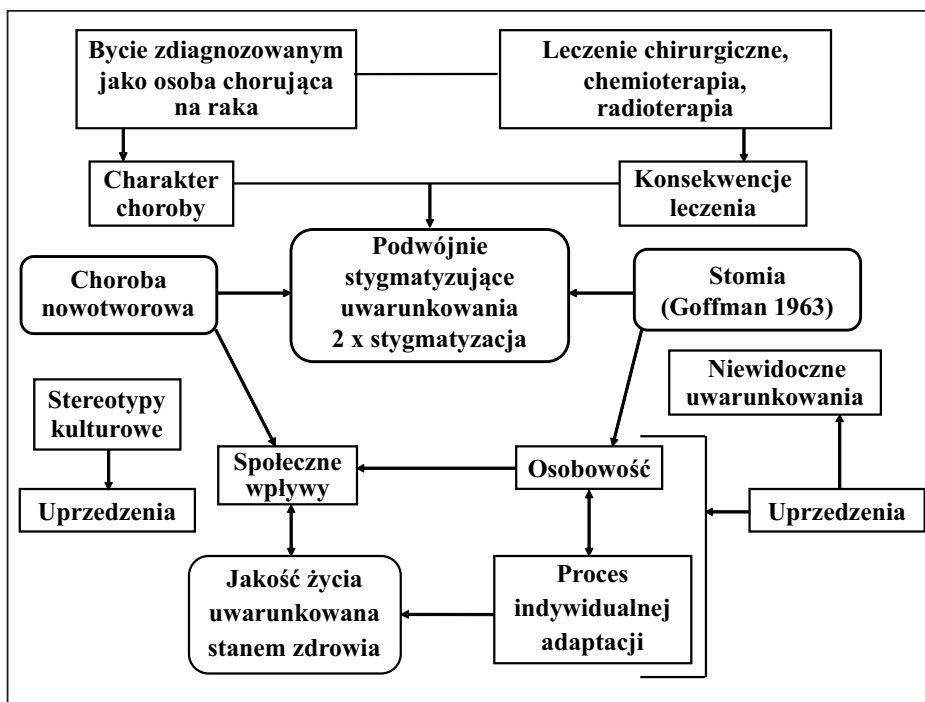 Bycie zdiagnozowanym
jako osoba chorująca
na raka
Leczenie chirurgiczne,
chemioterapia,
radioterapia
Charakter
choroby
Konsekwencje
leczenia
Choroba
nowotworowa
Podwójnie
stygmatyzujące
uwarunkowania
2 x stygmatyzacja
Stomia
(Goffman 1963)
Niewidoczne
uwarunkowania
Stereotypy
kulturowe
Społeczne
wpływy
Osobowość
Uprzedzenia
Uprzedzenia
Jakość życia
uwarunkowana
stanem zdrowia
Proces
indywidualnej
adaptacji